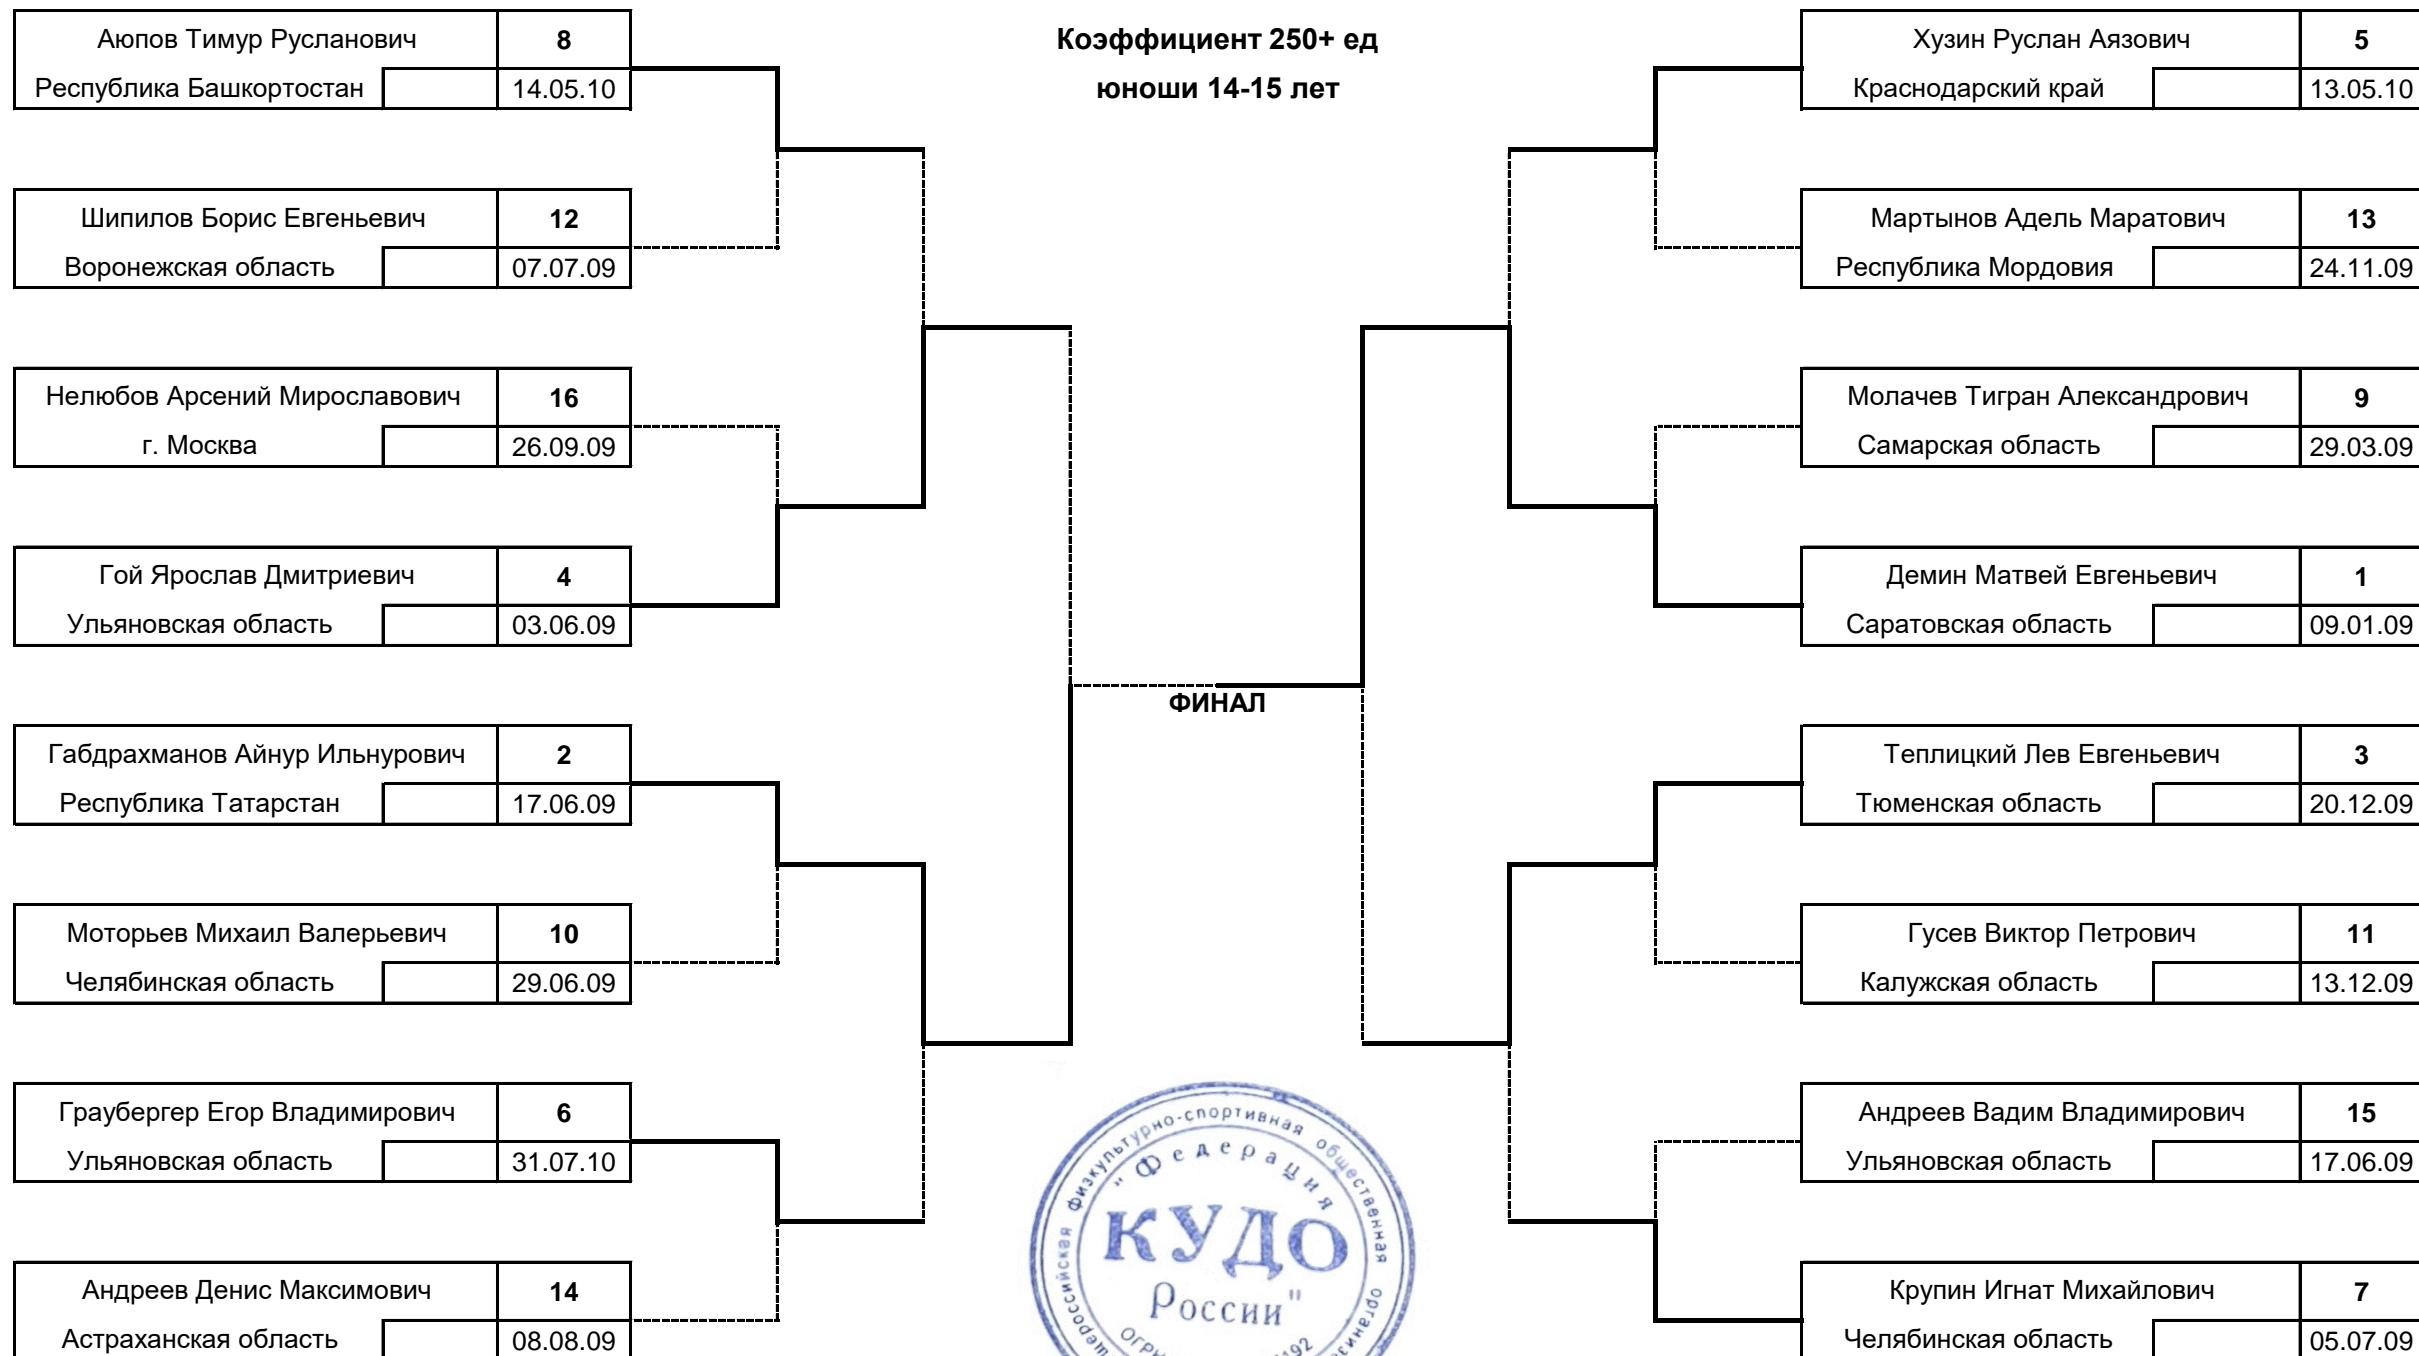 Коэффициент 250+ ед
юноши 14-15 лет
Аюпов Тимур Русланович 8
Республика Башкортостан 14.05.10
Шипилов Борис Евгеньевич 12
Воронежская область 07.07.09
Нелюбов Арсений Мирославович 16
г. Москва 26.09.09
Гой Ярослав Дмитриевич 4
Ульяновская область 03.06.09
Габдрахманов Айнур Ильнурович 2
Республика Татарстан 17.06.09
Моторьев Михаил Валерьевич 10
Челябинская область 29.06.09
Граубергер Егор Владимирович 6
Ульяновская область 31.07.10
Андреев Денис Максимович 14
Астраханская область 08.08.09
ФИНАЛ
Хузин Руслан Аязович 5
Краснодарский край 13.05.10
Мартынов Адель Маратович 13
Республика Мордовия 24.11.09
Молачев Тигран Александрович 9
Самарская область 29.03.09
Демин Матвей Евгеньевич 1
Саратовская область 09.01.09
Теплицкий Лев Евгеньевич 3
Тюменская область 20.12.09
Гусев Виктор Петрович 11
Калужская область 13.12.09
Андреев Вадим Владимирович 15
Ульяновская область 17.06.09
Крупин Игнат Михайлович 7
Челябинская область 05.07.09
физкультурно-спортивная общественная
"Федерация
КУДО
России"